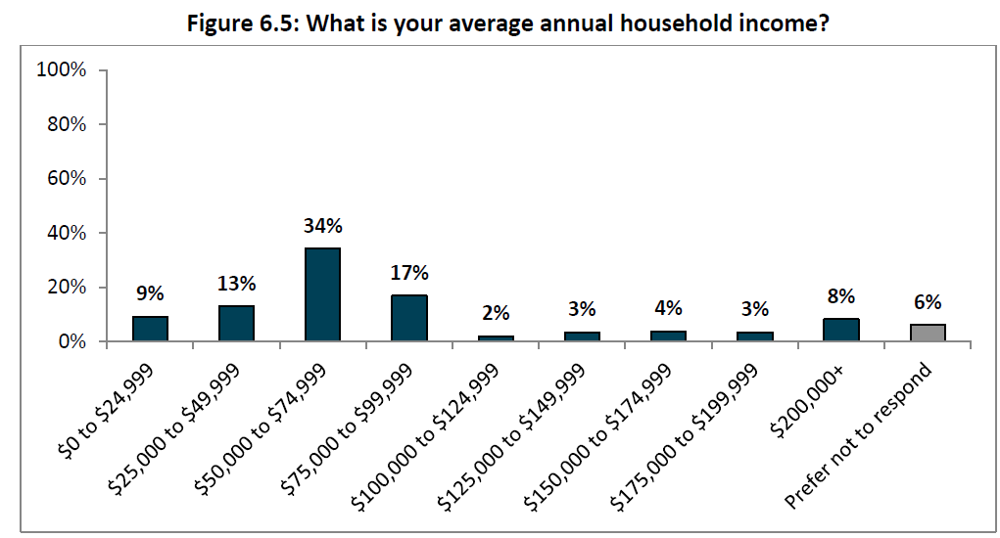 Figure 6.5: What is your average annual household income?
100%
80%
60%
40%
20%
0%
9%
13%
34%
17%
2%
3%
4%
3%
8%
6%
$0 to $24,999
$25,000 to $49,999
$50,000 to $74,999
$75,000 to $99,999
$100,000 to $124,999
$125,000 to $149,999
$150,000 to $174,999
$175,000 to $199,999
$200,000+
Prefer not to respond